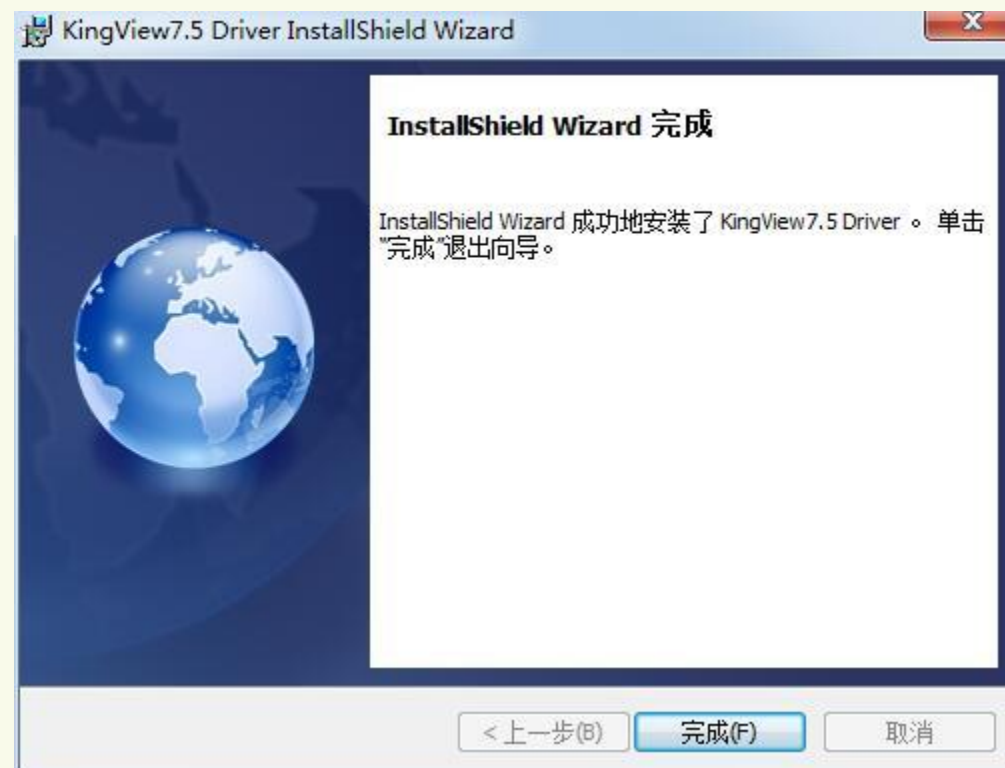 KingView7.5 Driver InstallShield Wizard
InstallShield Wizard 完成
InstallShield Wizard 成功地安装了 KingView7.5 Driver 。 单击
"完成"退出向导。
< 上一步(B)
完成(F)
取消